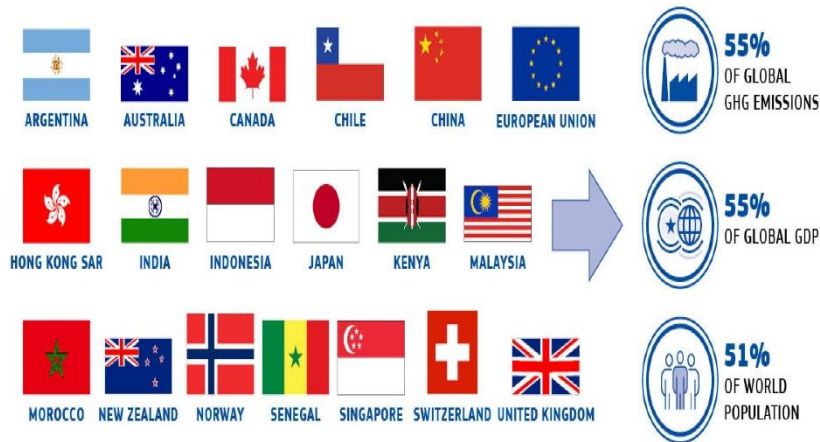 ARGENTINA AUSTRALIA CANADA CHILE CHINA EUROPEAN UNION
55%
OF GLOBAL
GHG EMISSIONS
HONG KONG SAR INDIA INDONESIA JAPAN KENYA MALAYSIA
55%
OF GLOBAL GDP
MOROCCO NEW ZEALAND NORWAY SENEGAL SINGAPORE SWITZERLAND UNITED KINGDOM
51%
OF WORLD
POPULATION